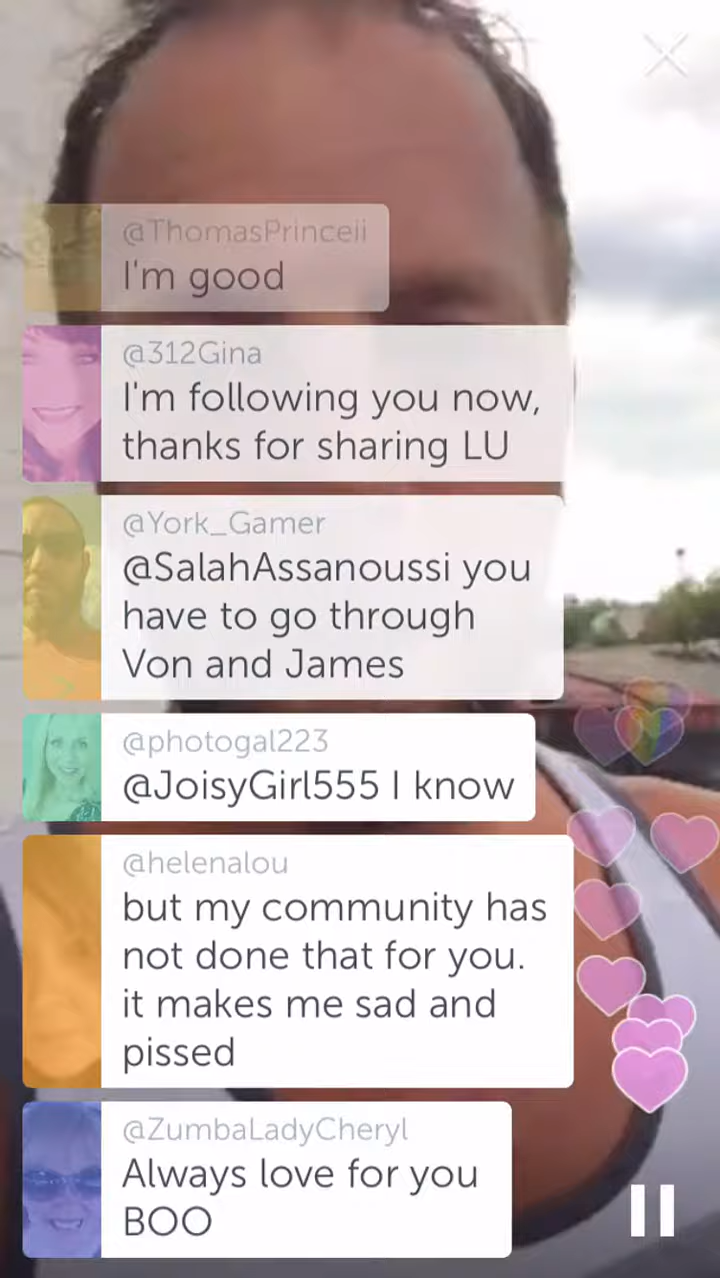 @ThomasPrinceii
I'm good
@312Gina
I'm following you now,
thanks for sharing LU
@York_Gamer
@SalahAssanoussi you
have to go through
Von and James
@photogal223
@JoisyGirl555 I know
@helenalou
but my community has
not done that for you.
it makes me sad and
pissed
@ZumbaLadyCheryl
Always love for you
BOO